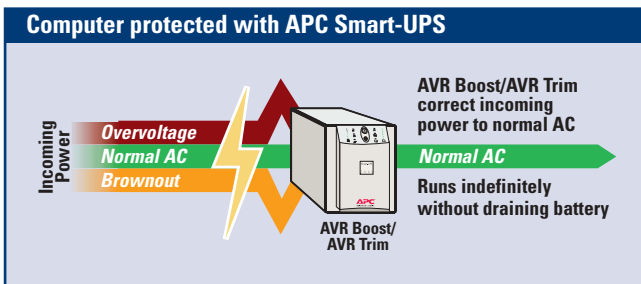 Computer protected with APC Smart-UPS
Incoming
Power
Overvoltage
Normal AC
Brownout
APC
AVR Boost/
AVR Trim
AVR Boost/AVR Trim
correct incoming
power to normal AC
Normal AC
Runs indefinitely
without draining battery